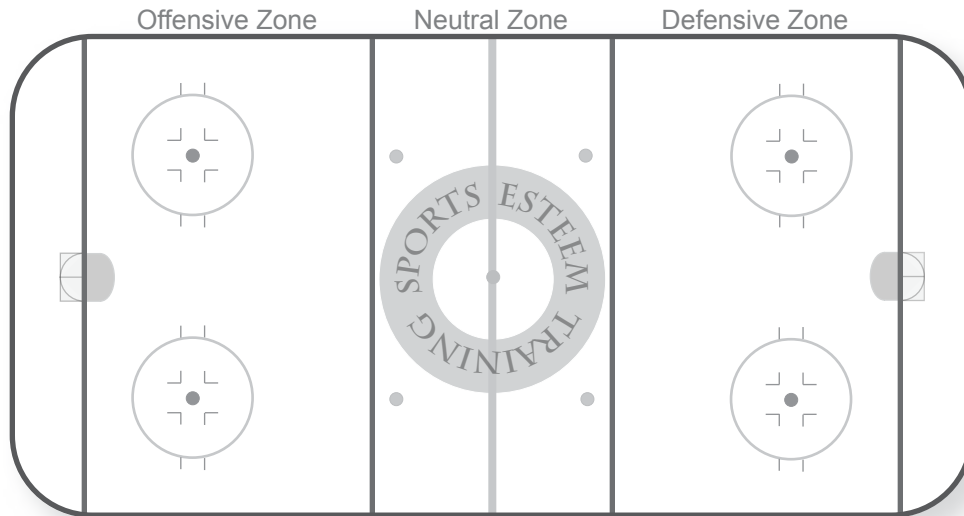 Offensive Zone
Neutral Zone
Defensive Zone
SPORTS ESTEEM TRAINING